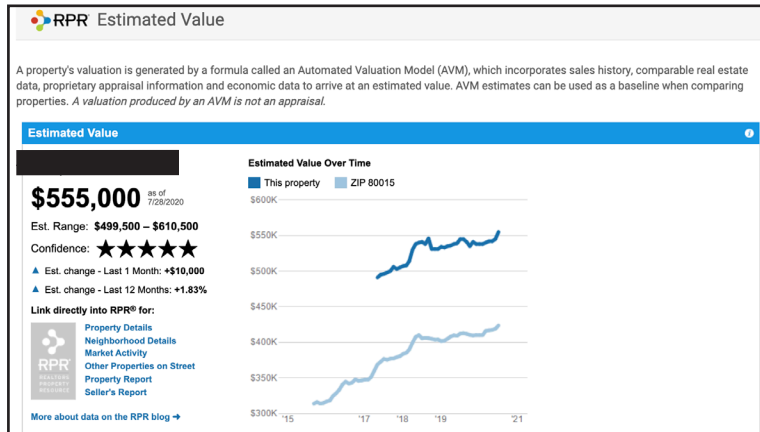 RPR Estimated Value
A property's valuation is generated by a formula called an Automated Valuation Model (AVM), which incorporates sales history, comparable real estate
data, proprietary appraisal information and economic data to arrive at an estimated value. AVM estimates can be used as a baseline when comparing
properties. A valuation produced by an AVM is not an appraisal.
Estimated Value
$555,000 as of
7/28/2020
Est. Range: $499,500 – $610,500
Confidence: ★★★★★
▲ Est. change - Last 1 Month: +$10,000
▲ Est. change - Last 12 Months: +1.83%
Link directly into RPR® for:
RPR
REALTORS
PROPERTY
RESOURCE
Property Details
Neighborhood Details
Market Activity
Other Properties on Street
Property Report
Seller's Report
More about data on the RPR blog ➔
Estimated Value Over Time
This property ZIP 80015
$600K
$550K
$500K
$450K
$400K
$350K
$300K
'15 '17 '18 '19 '21